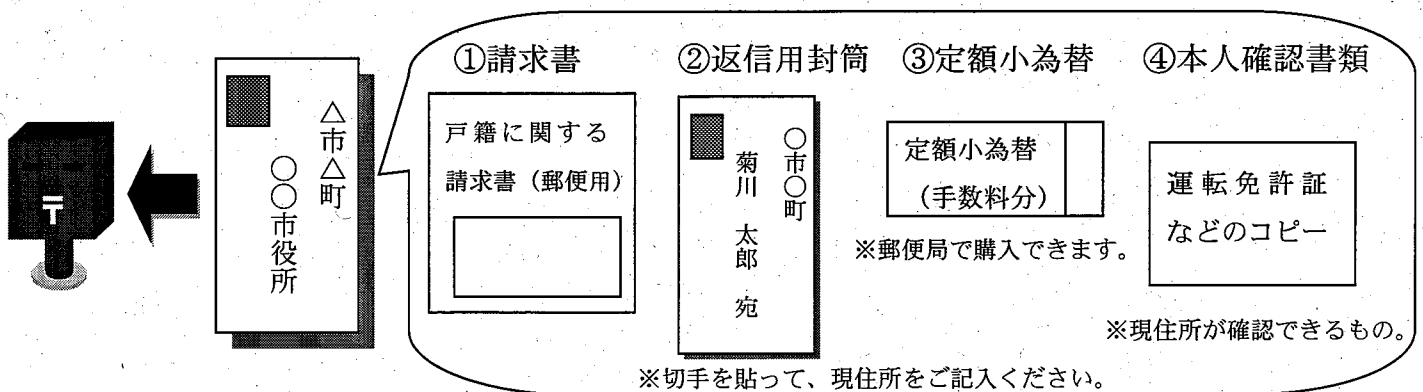 〒
△市△町
○○市役所
①請求書
戸籍に関する
請求書（郵便用）
②返信用封筒
○市○町
菊川 太郎 宛
※切手を貼って、現住所をご記入ください。
③定額小為替
定額小為替
（手数料分）
※郵便局で購入できます。
④本人確認書類
運転免許証
などのコピー
※現住所が確認できるもの。